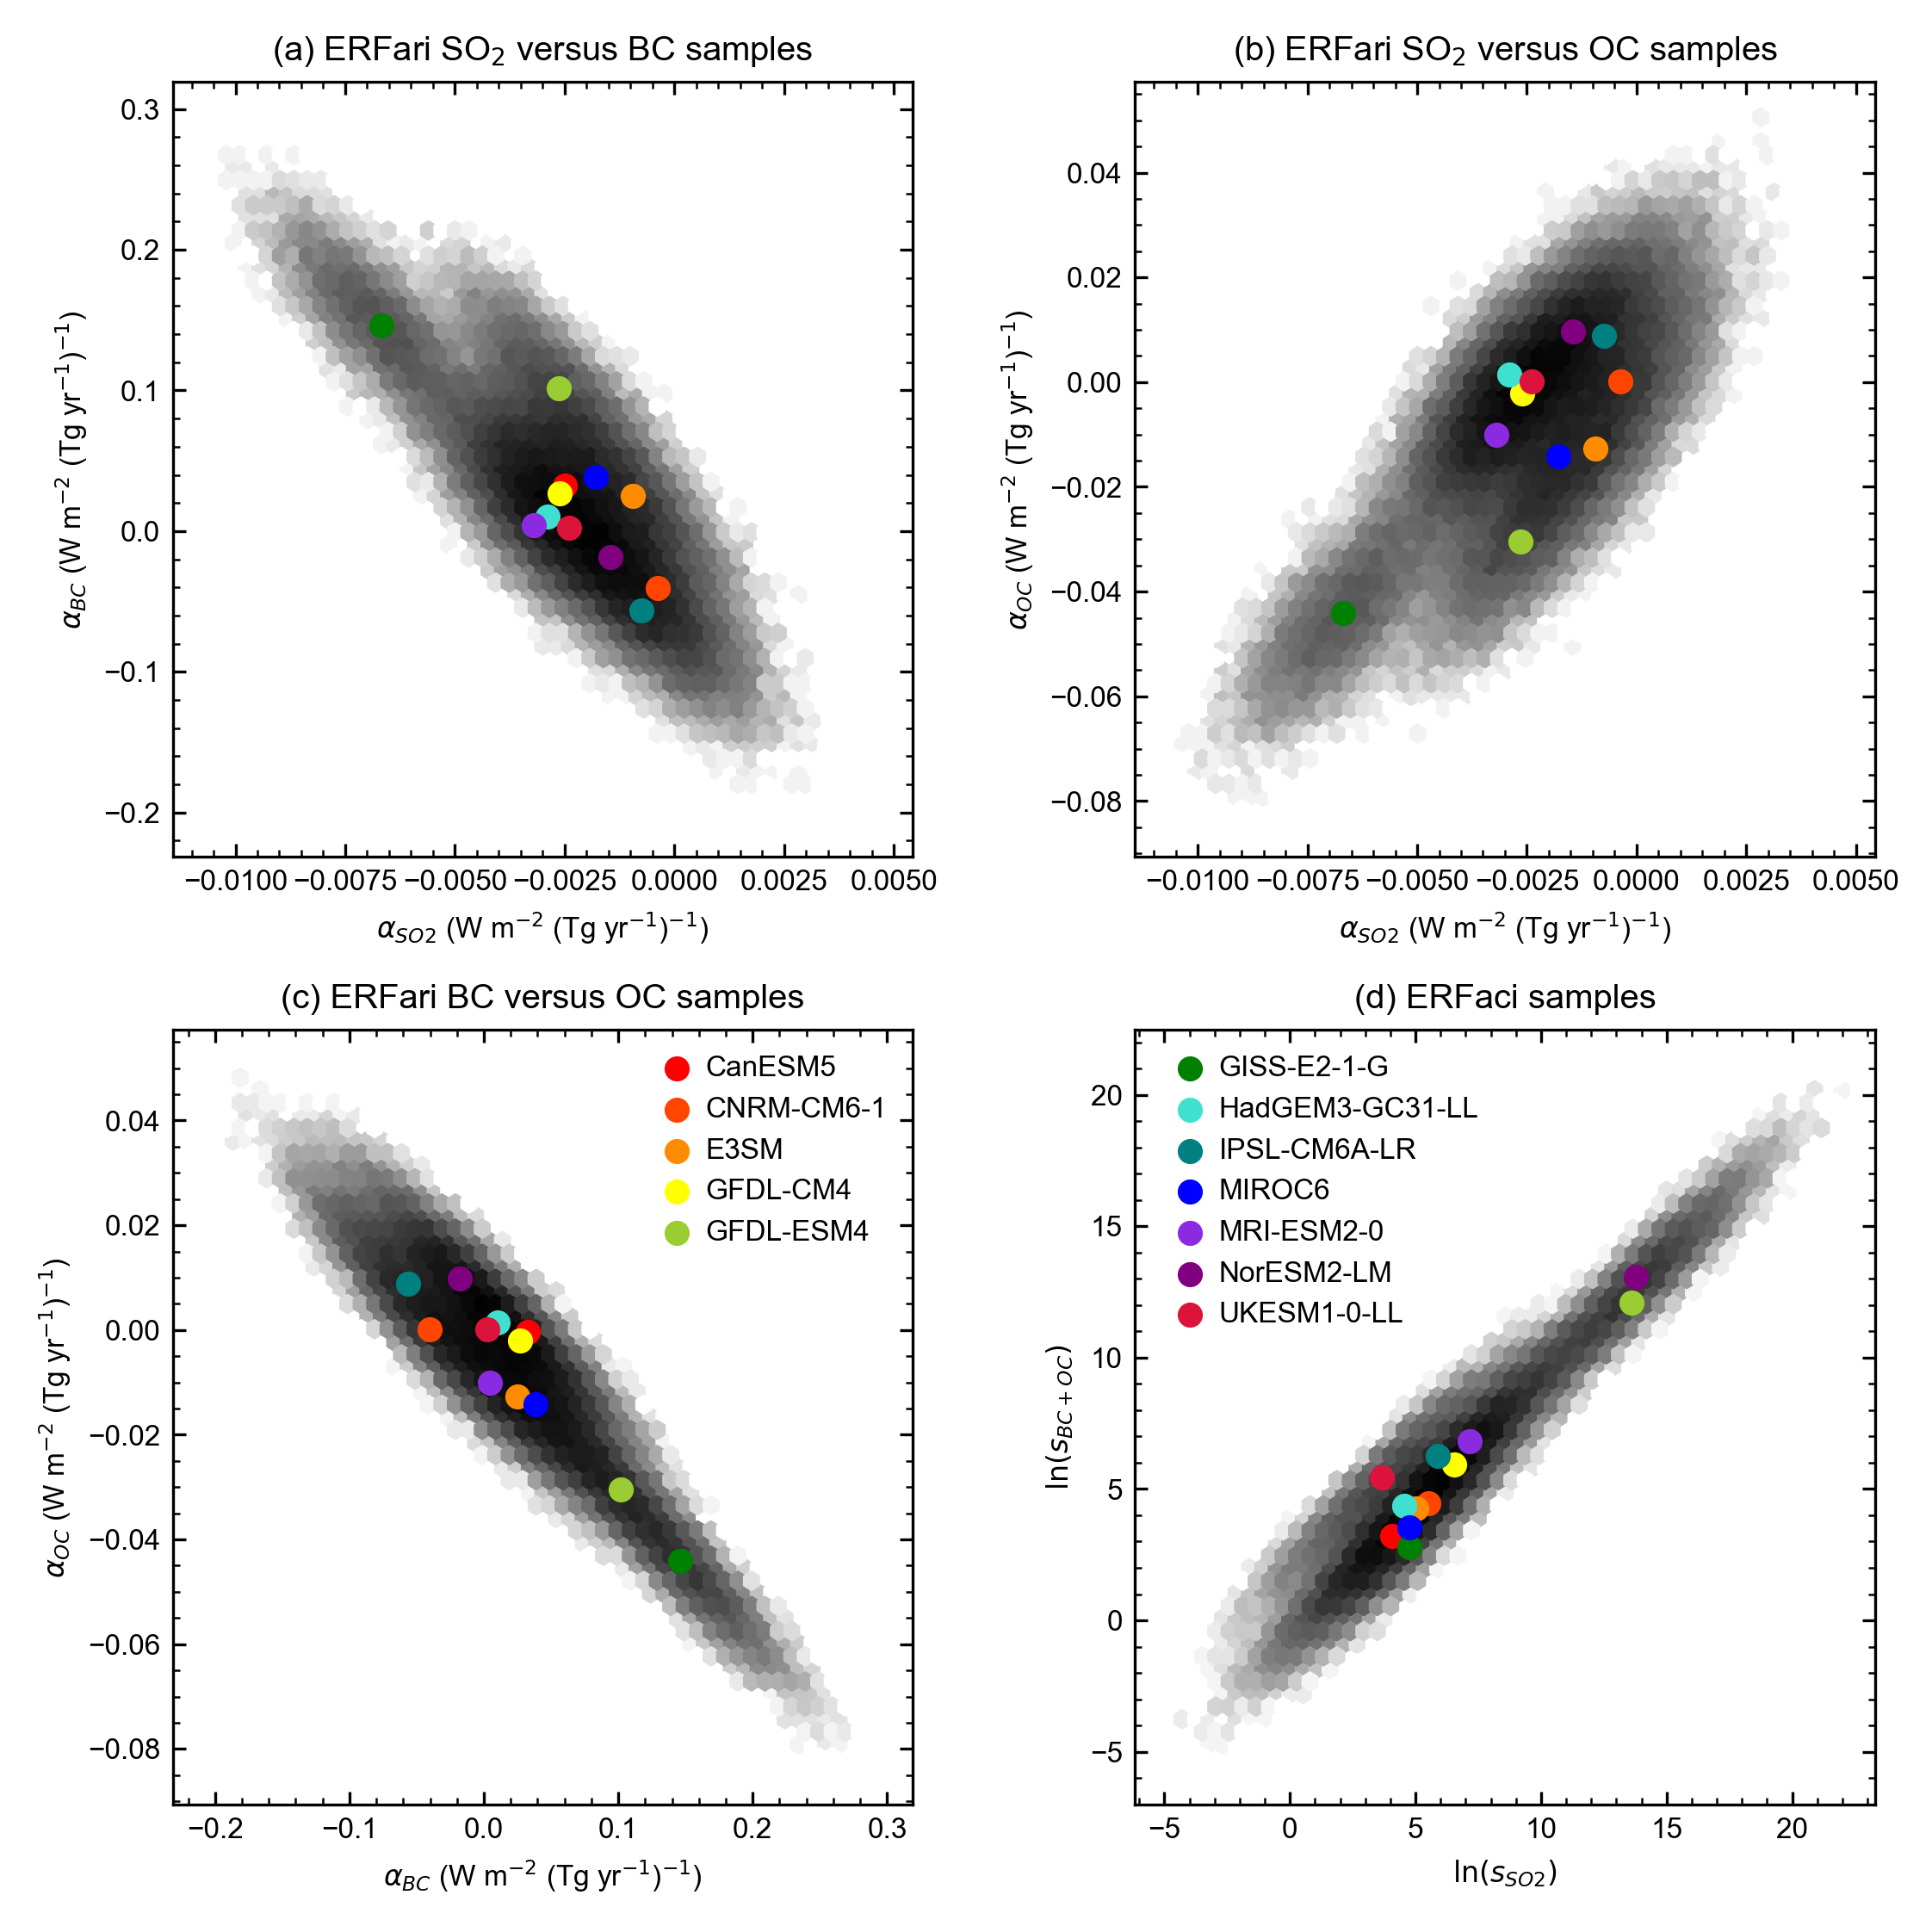 (a) ERFari SO₂ versus BC samples
0.3
0.2
0.1
0.0
−0.1
−0.2
α_BC (W m⁻² (Tg yr⁻¹)⁻¹)
−0.0100 −0.0075 −0.0050 −0.0025 0.0000 0.0025 0.0050
α_SO2 (W m⁻² (Tg yr⁻¹)⁻¹)
(b) ERFari SO₂ versus OC samples
0.04
0.02
0.00
−0.02
−0.04
−0.06
−0.08
α_OC (W m⁻² (Tg yr⁻¹)⁻¹)
−0.0100 −0.0075 −0.0050 −0.0025 0.0000 0.0025 0.0050
α_SO2 (W m⁻² (Tg yr⁻¹)⁻¹)
(c) ERFari BC versus OC samples
CanESM5
CNRM-CM6-1
E3SM
GFDL-CM4
GFDL-ESM4
0.04
0.02
0.00
−0.02
−0.04
−0.06
−0.08
α_OC (W m⁻² (Tg yr⁻¹)⁻¹)
−0.2 −0.1 0.0 0.1 0.2 0.3
α_BC (W m⁻² (Tg yr⁻¹)⁻¹)
(d) ERFaci samples
GISS-E2-1-G
HadGEM3-GC31-LL
IPSL-CM6A-LR
MIROC6
MRI-ESM2-0
NorESM2-LM
UKESM1-0-LL
20
15
10
5
0
−5
ln(s_BC+OC)
−5 0 5 10 15 20
ln(s_SO2)